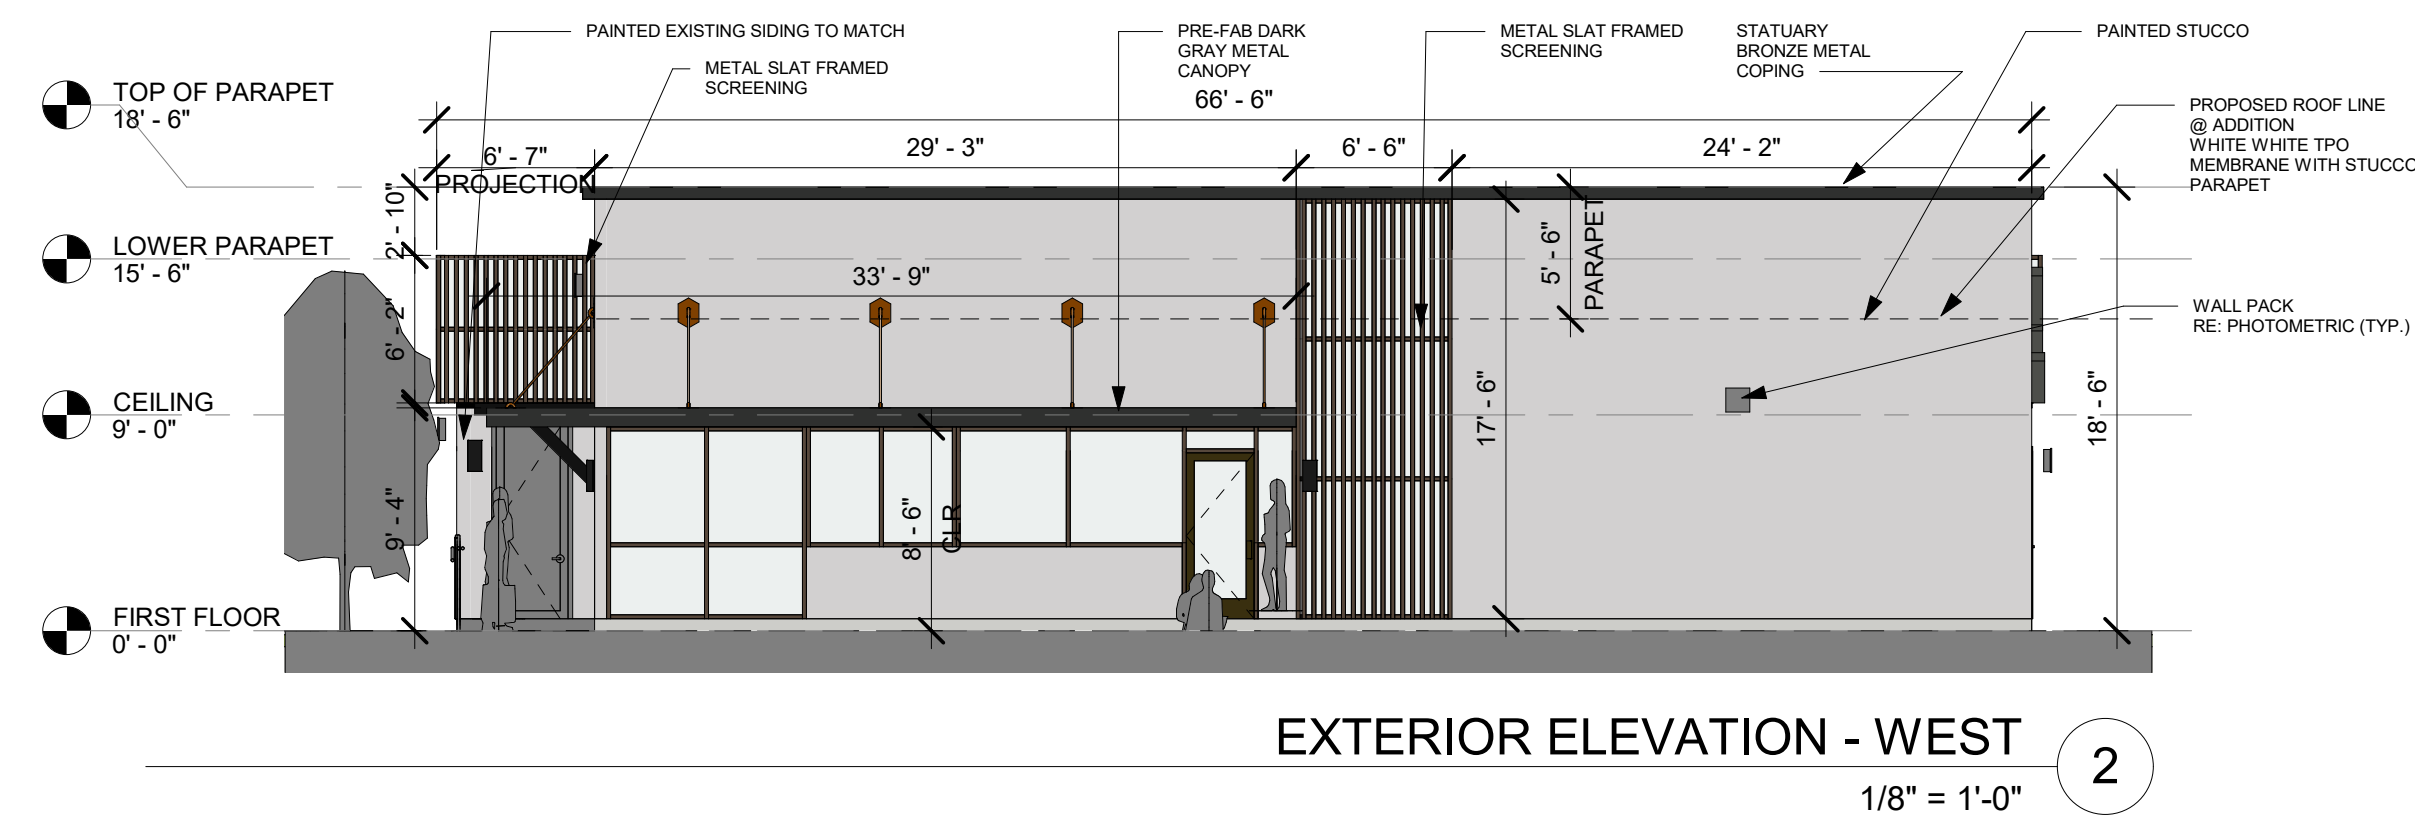 PAINTED EXISTING SIDING TO MATCH
METAL SLAT FRAMED
SCREENING
PRE-FAB DARK
GRAY METAL
CANOPY
METAL SLAT FRAMED
SCREENING
STATUARY
BRONZE METAL
COPING
PAINTED STUCCO
PROPOSED ROOF LINE
@ ADDITION
WHITE WHITE TPO
MEMBRANE WITH STUCCO
PARAPET
WALL PACK
RE: PHOTOMETRIC (TYP.)
TOP OF PARAPET
18' - 6"
LOWER PARAPET
15' - 6"
CEILING
9' - 0"
FIRST FLOOR
0' - 0"
66' - 6"
6' - 7"
PROJECTION
29' - 3"
6' - 6"
24' - 2"
2' - 10"
6' - 2"
9' - 4"
33' - 9"
8' - 6"
CLR
17' - 6"
5' - 6"
PARAPET
18' - 6"
EXTERIOR ELEVATION - WEST
2
1/8" = 1'-0"